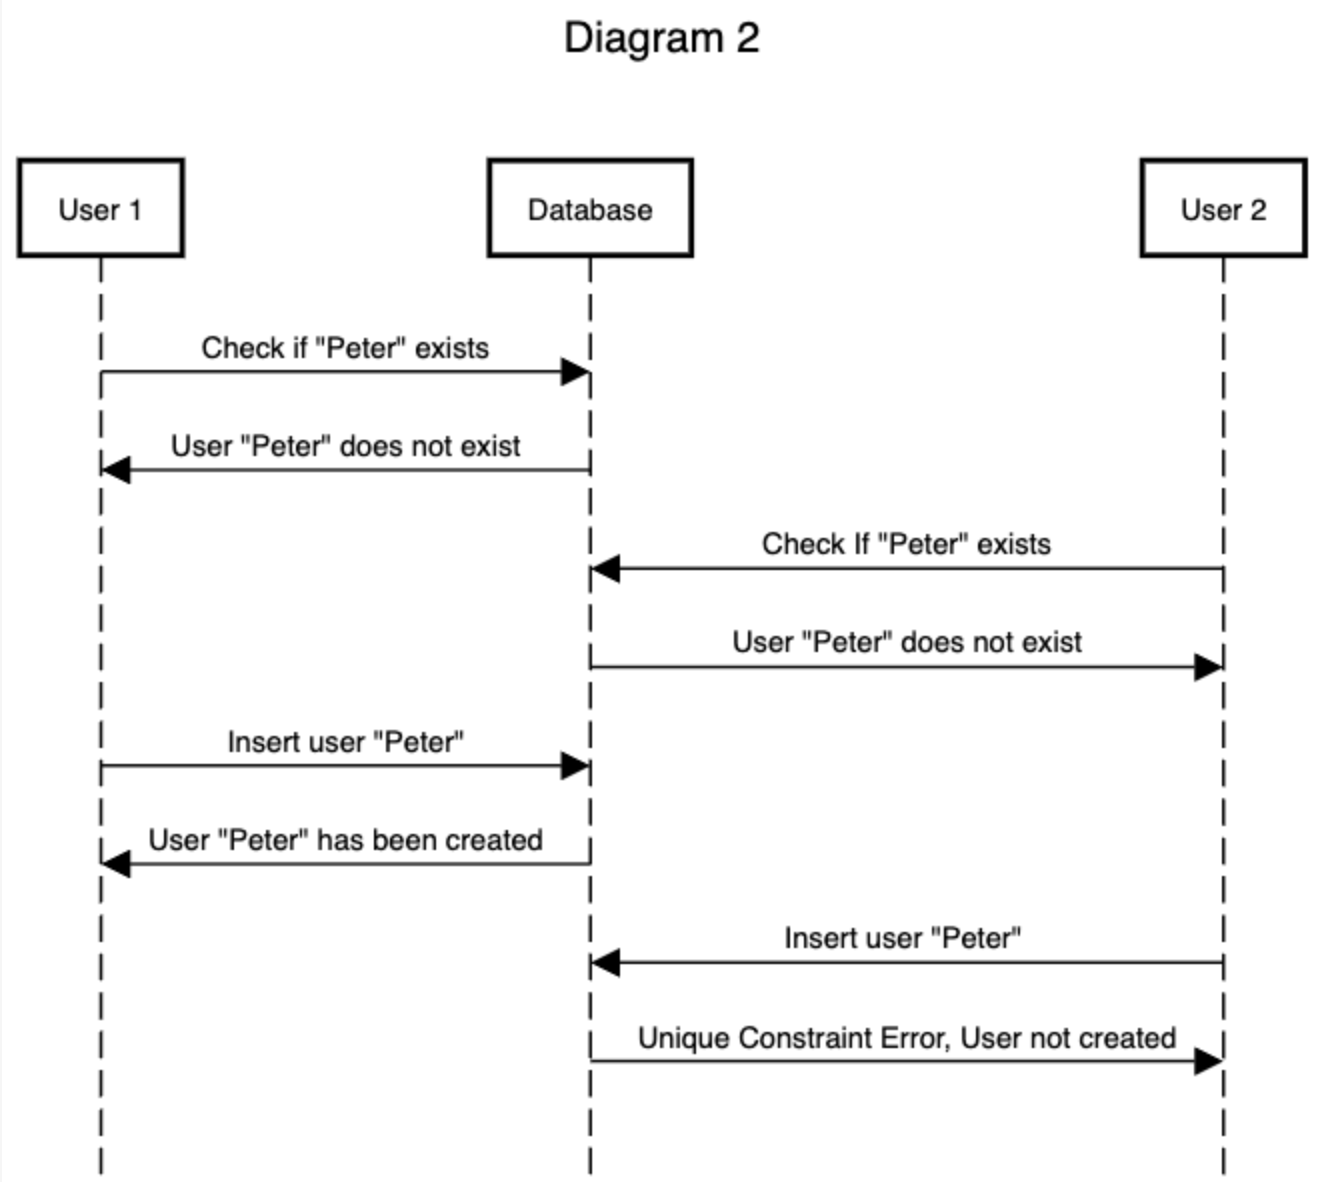 Diagram 2
User 1
Database
User 2
Check if "Peter" exists
User "Peter" does not exist
Check If "Peter" exists
User "Peter" does not exist
Insert user "Peter"
User "Peter" has been created
Insert user "Peter"
Unique Constraint Error, User not created